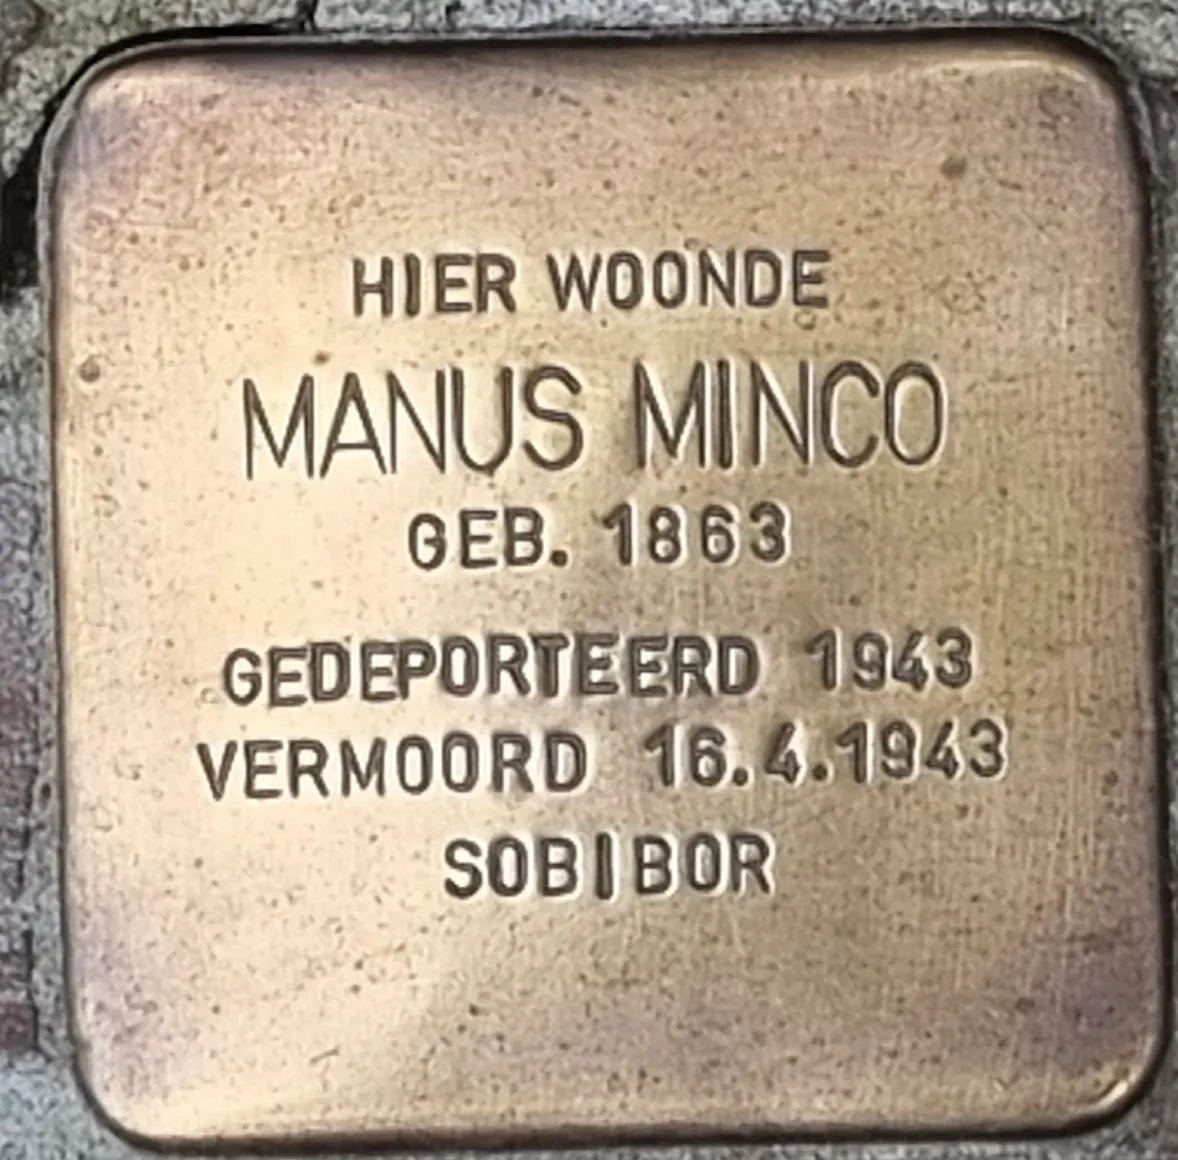 HIER WOONDE
MANUS MINCO
GEB. 1863
GEDEPORTEERD 1943
VERMOORD 16.4.1943
SOBIBOR